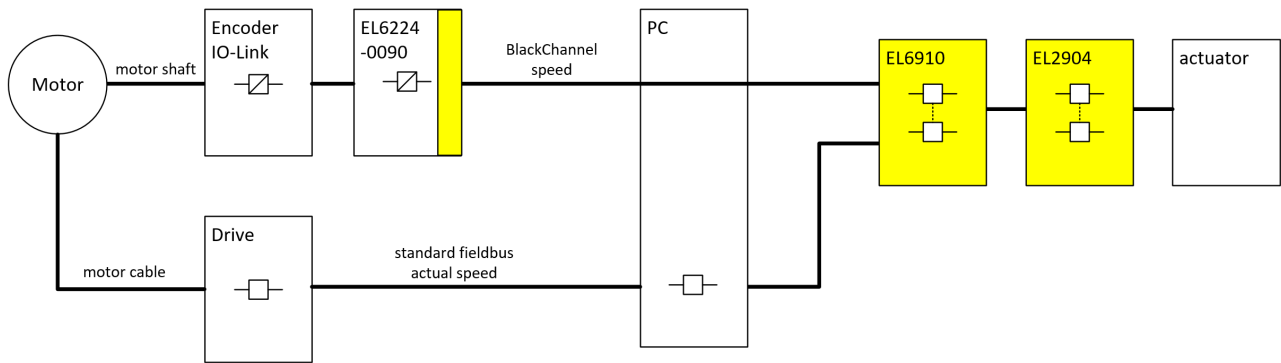 Encoder
IO-Link
EL6224
-0090
PC
BlackChannel
speed
EL6910
EL2904
actuator
motor shaft
Motor
Drive
standard fieldbus
actual speed
motor cable